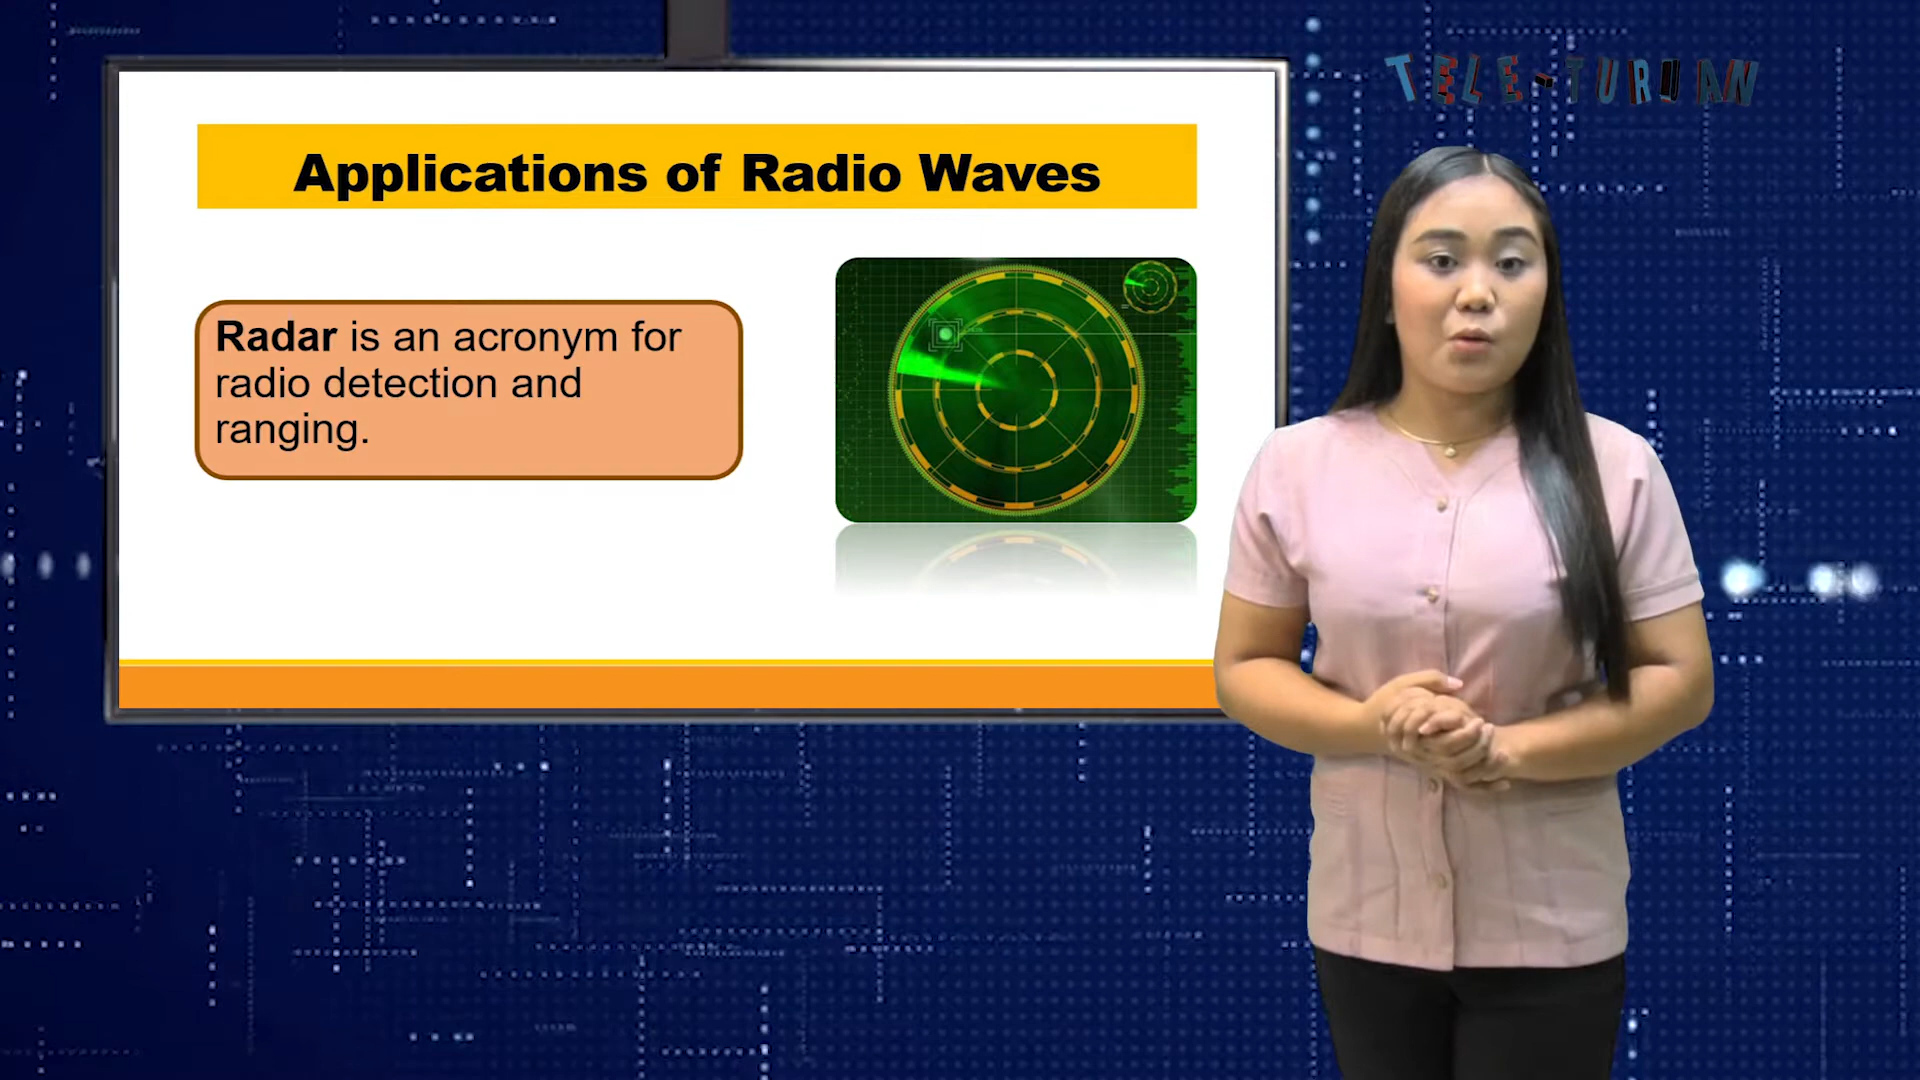 TELE-TURUAN
Applications of Radio Waves
Radar is an acronym for
radio detection and
ranging.